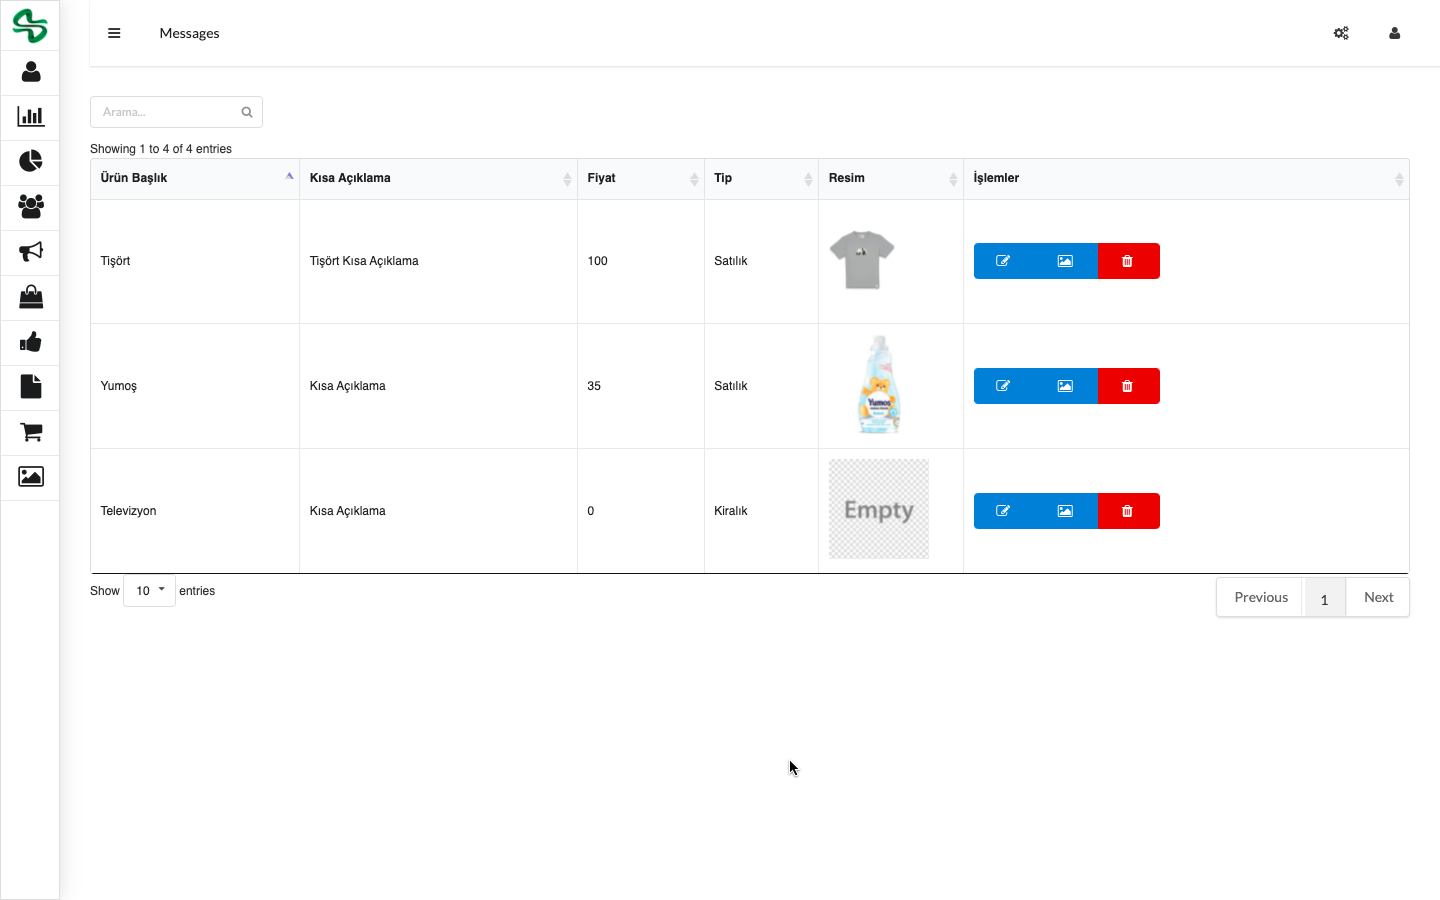 Messages
Arama...
Showing 1 to 4 of 4 entries
Ürün Başlık Kısa Açıklama Fiyat Tip Resim İşlemler
Tişört Tişört Kısa Açıklama 100 Satılık
Yumoş Kısa Açıklama 35 Satılık
Yumoş
Televizyon Kısa Açıklama 0 Kiralık
Empty
Show 10 entries
Previous 1 Next